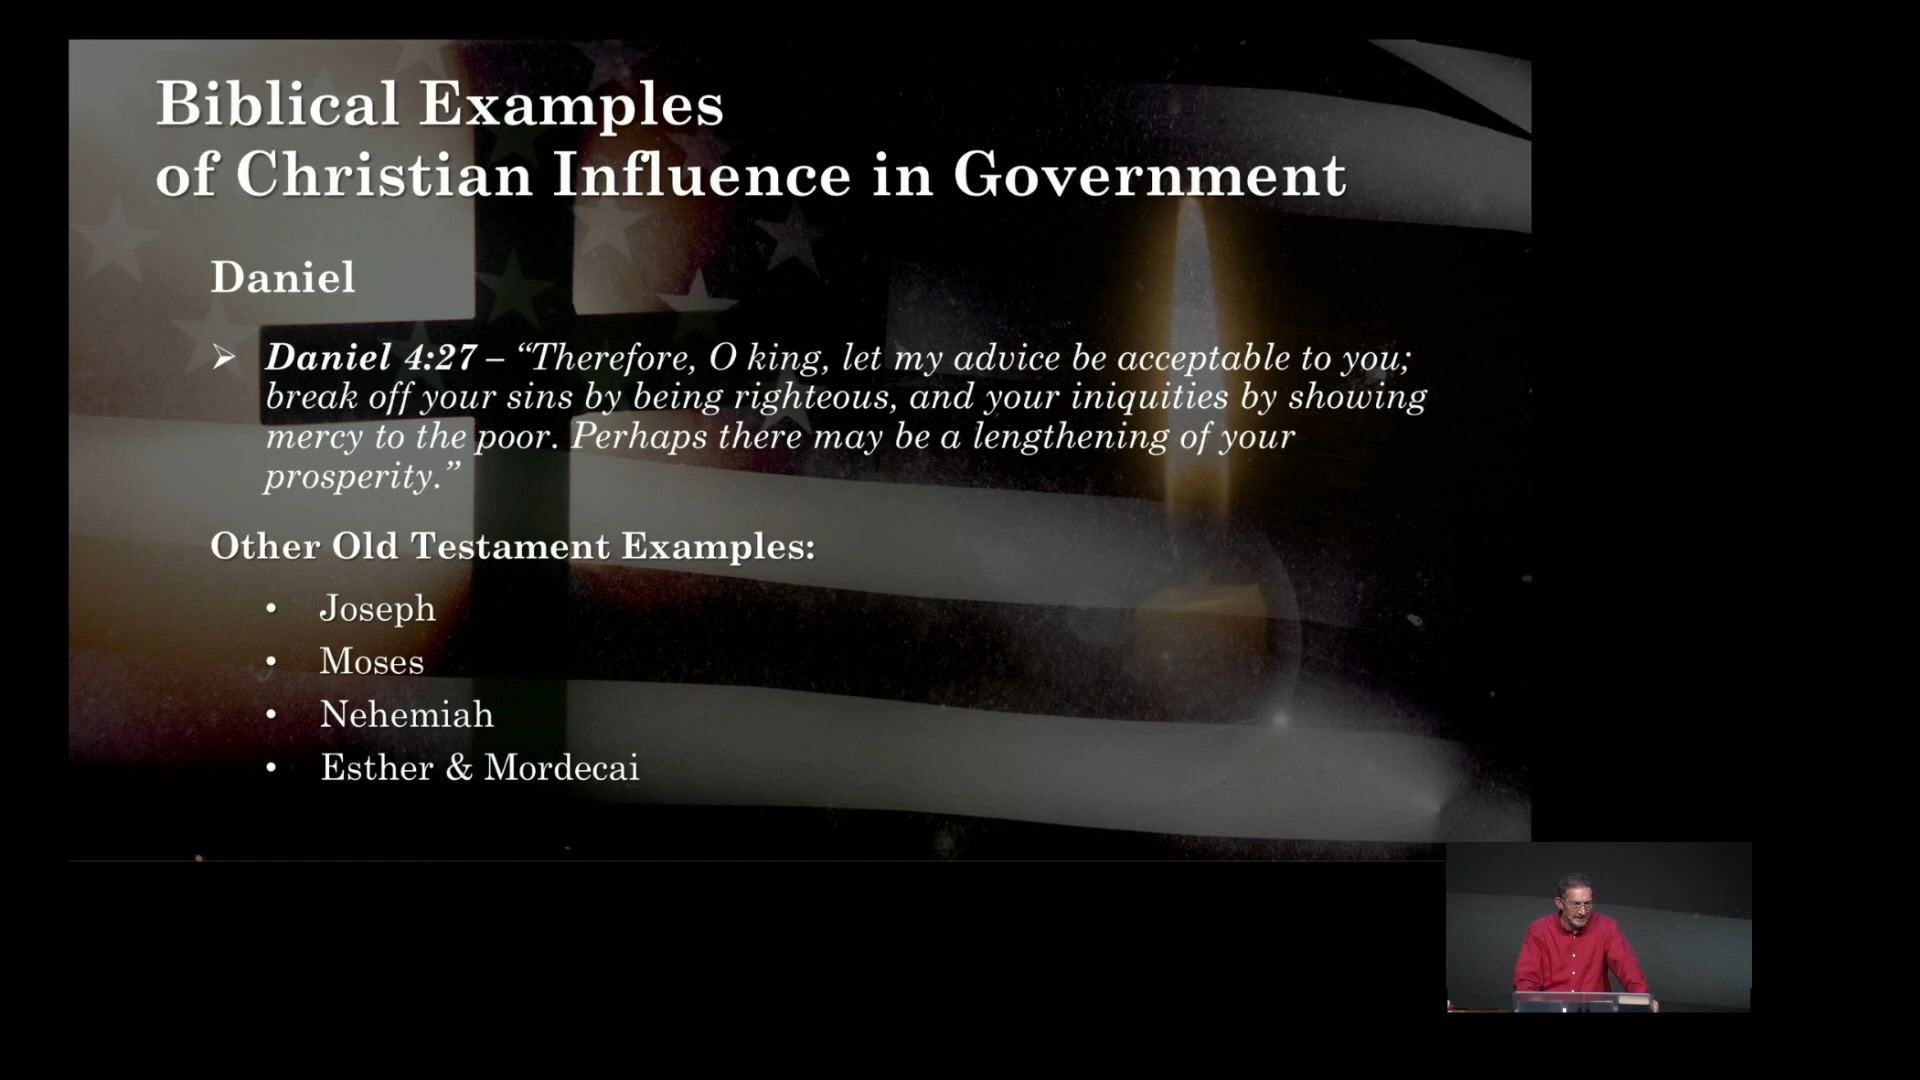 Biblical Examples
of Christian Influence in Government
Daniel
➢ Daniel 4:27 – “Therefore, O king, let my advice be acceptable to you;
break off your sins by being righteous, and your iniquities by showing
mercy to the poor. Perhaps there may be a lengthening of your
prosperity.”
Other Old Testament Examples:
• Joseph
• Moses
• Nehemiah
• Esther & Mordecai